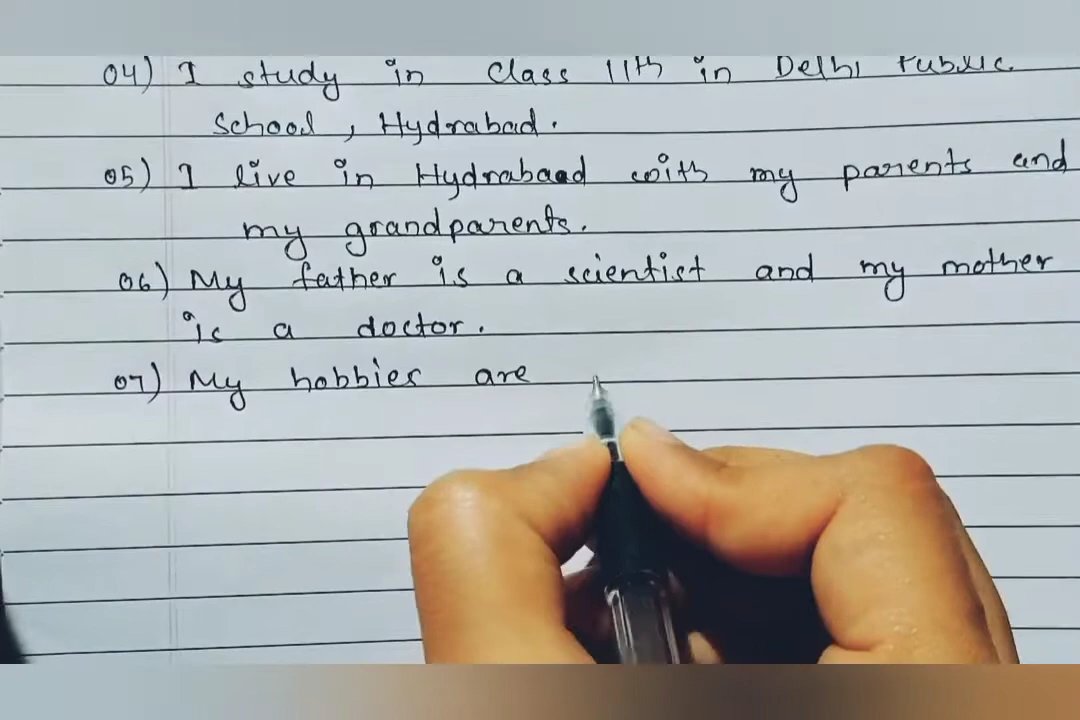 04) I study in Class 11th in Delhi Public
School, Hydrabad.
05) I live in Hydrabad with my parents and
my grandparents.
06) My father is a scientist and my mother
is a doctor.
07) My hobbies are